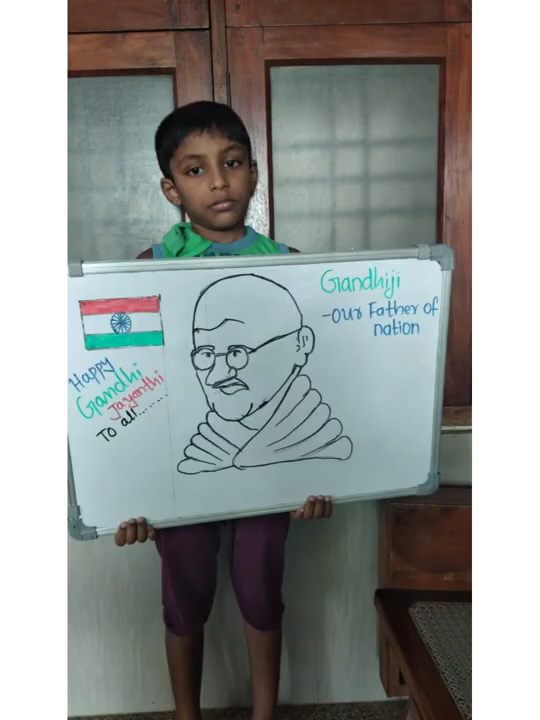 Happy
Gandhi
Jayanthi
To all........
Gandhiji
-our Father of
nation